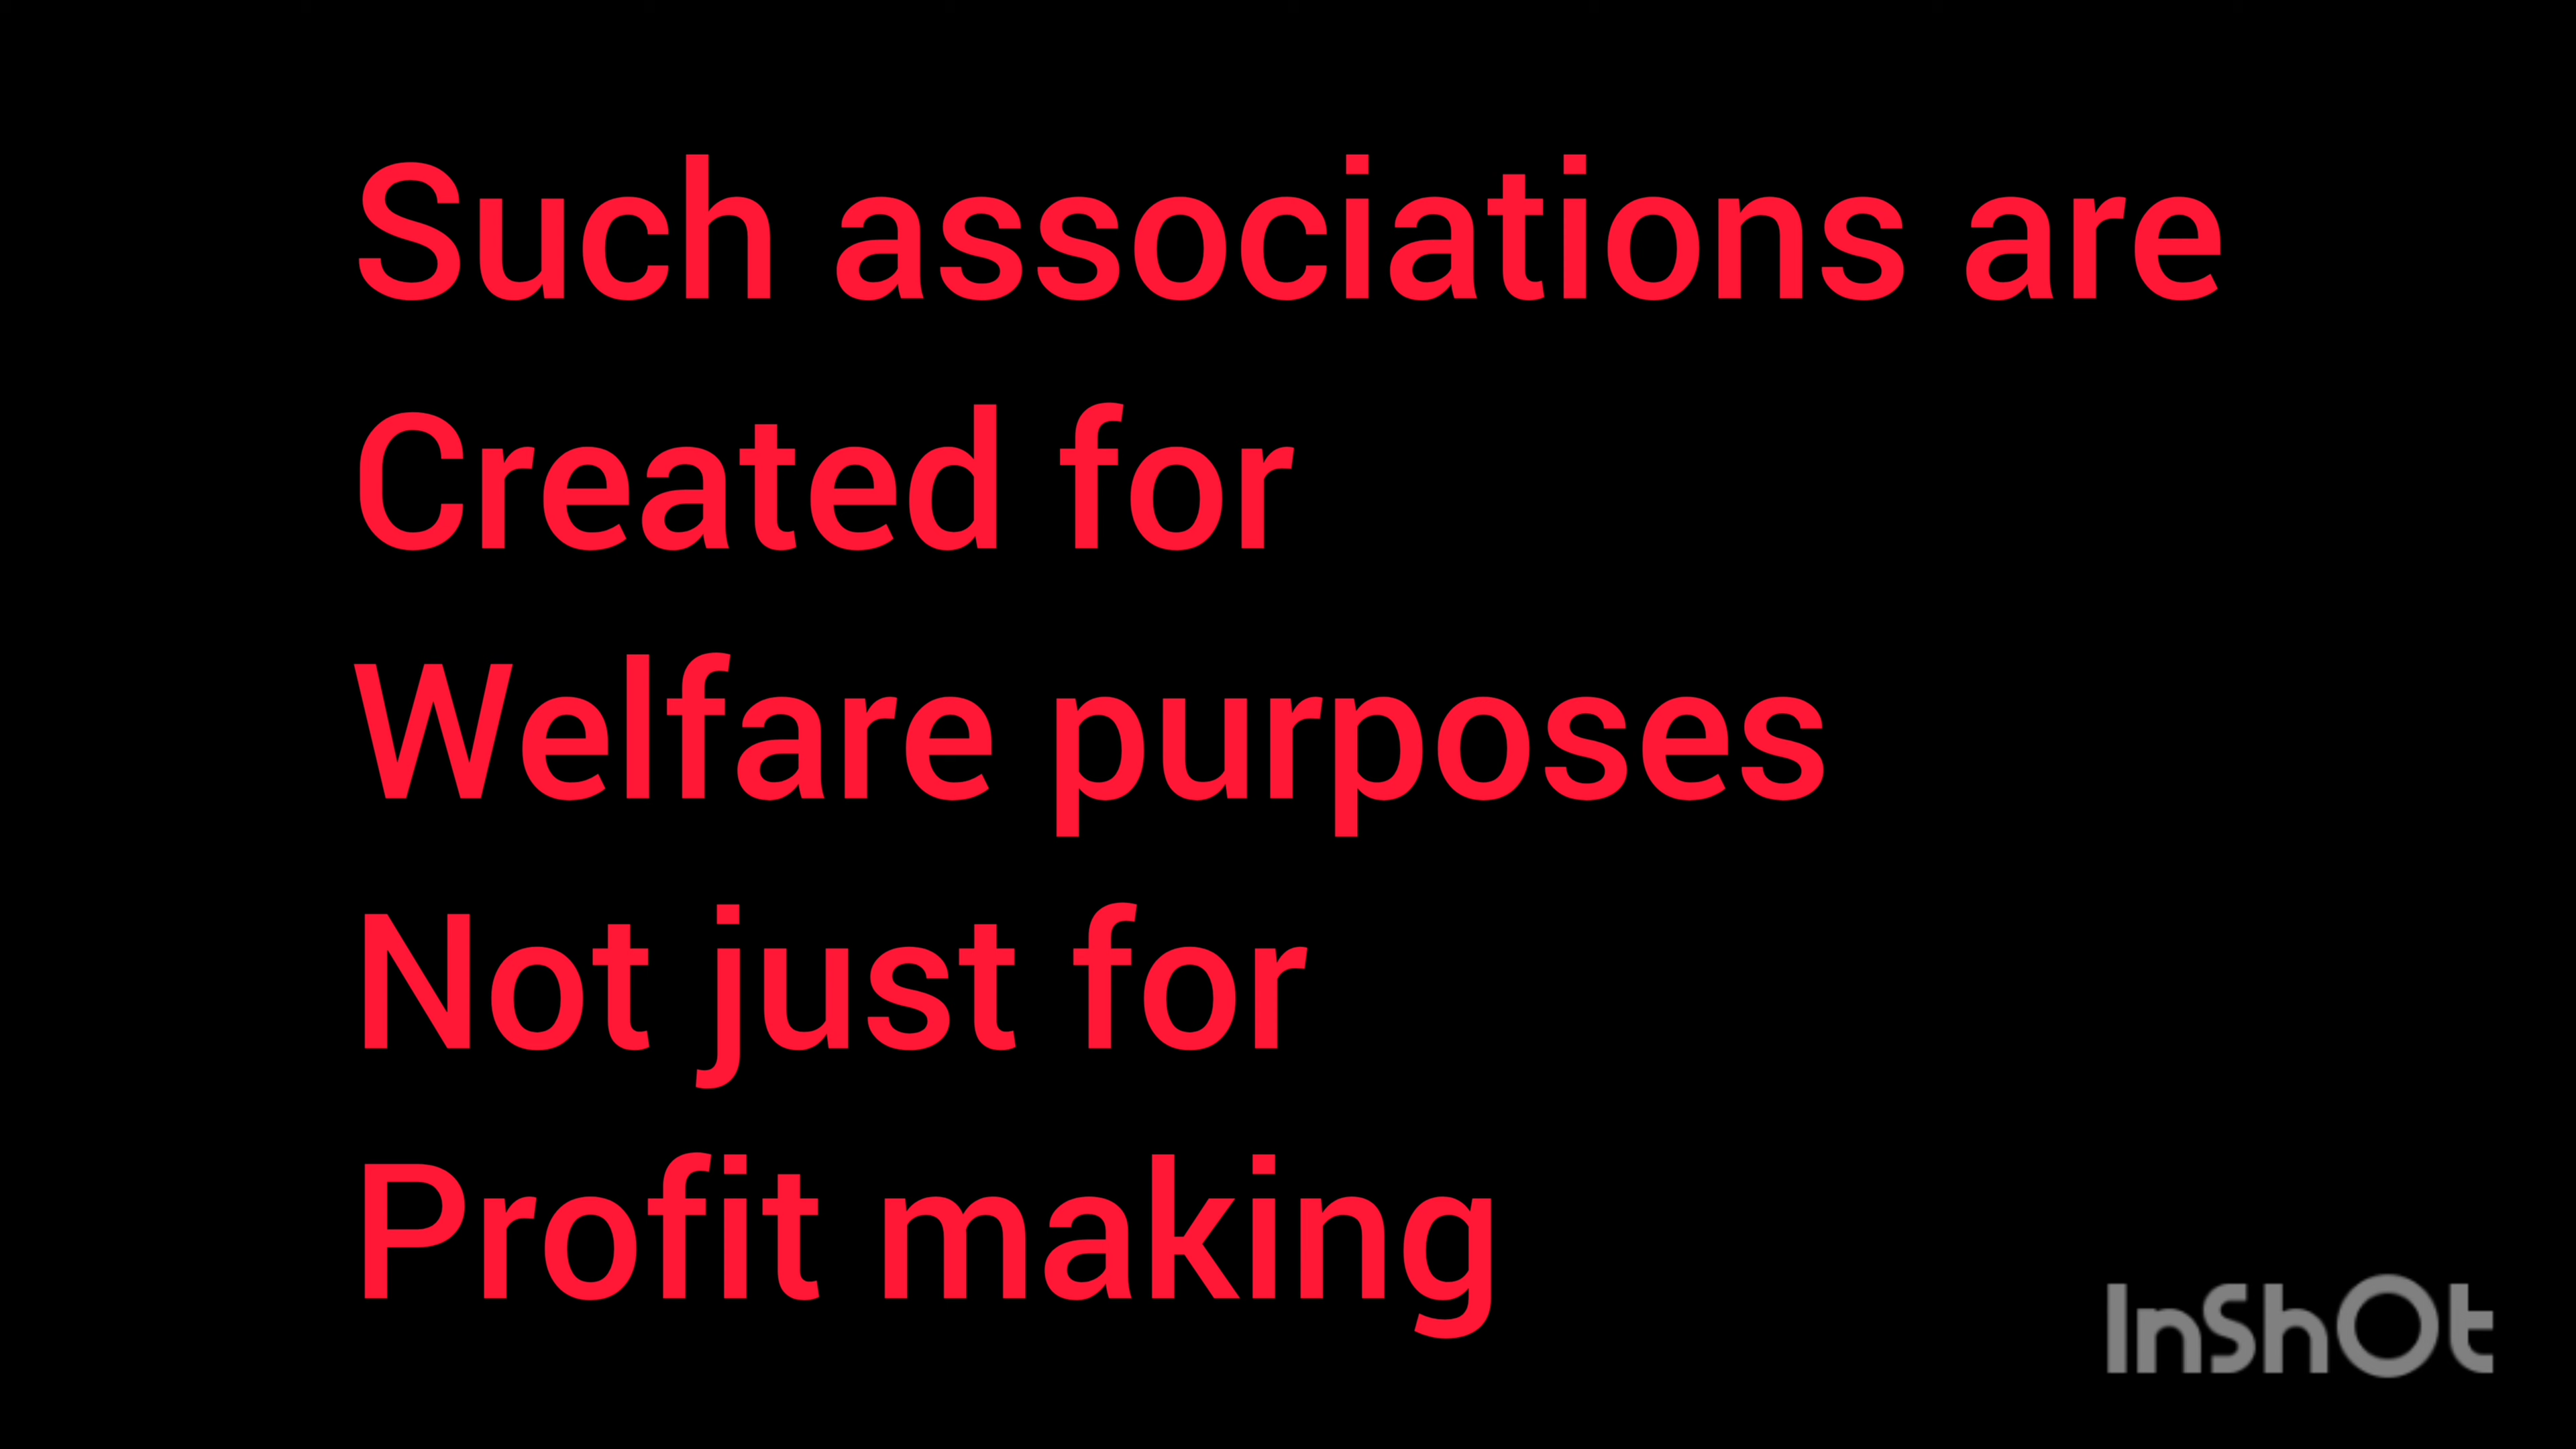 Such associations are
Created for
Welfare purposes
Not just for
Profit making
InShOt